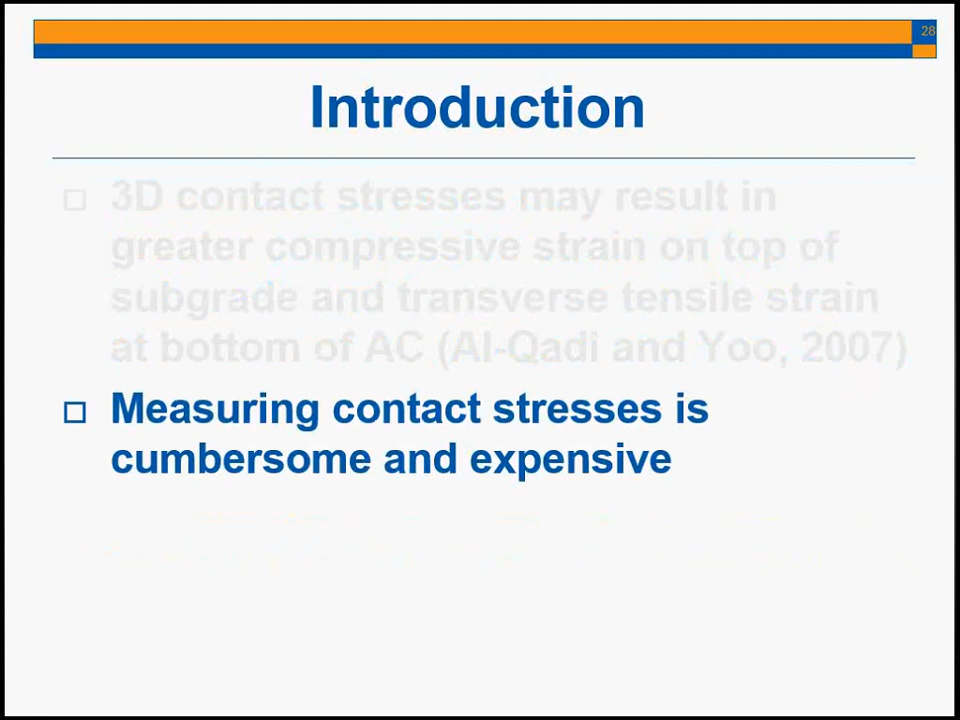 28
Introduction
3D contact stresses may result in
greater compressive strain on top of
subgrade and transverse tensile strain
at bottom of AC (Al-Qadi and Yoo, 2007)
Measuring contact stresses is
cumbersome and expensive